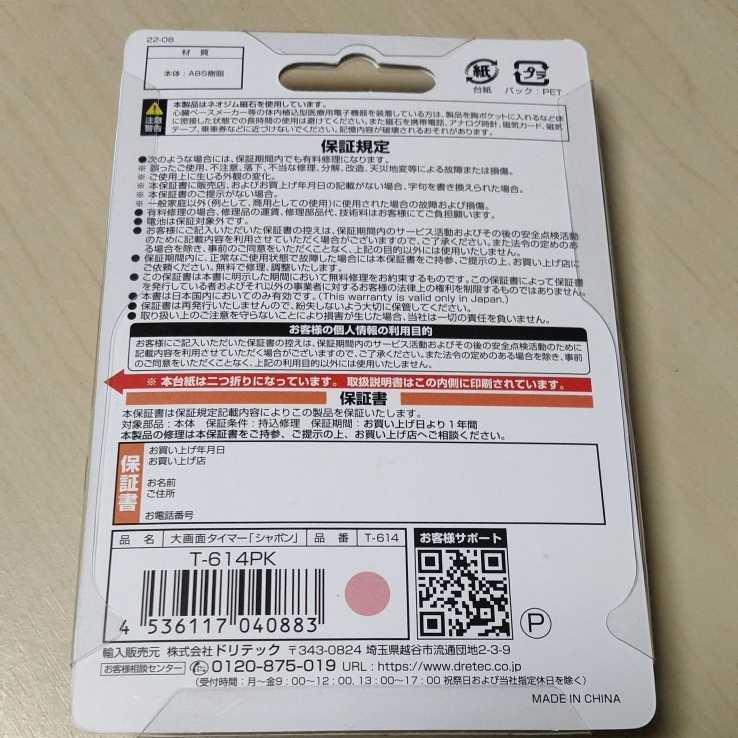 22-08
材質
本体：ABS樹脂
紙
台紙
プラ
パック：PET
注意
警告
本製品はネオジム磁石を使用しています。
心臓ペースメーカー等の体内植込型医療用電子機器を装着している方は、製品を胸ポケットに入れるなど体
に密着した状態での長時間の使用は避けてください。また磁石を携帯電話、アナログ時計、磁気カード、磁気
テープ、乗車券などに近づけないでください。記憶内容が破壊されるおそれがあります。
保証規定
●次のような場合には、保証期間内でも有料修理になります。
※ 誤ったご使用、不注意、落下、不当な修理、分解、改造、天災地変等による故障または損傷。
※ ご使用上に生じる外観の変化。
※ 本保証書に販売店、およびお買上げ年月日の記載がない場合、字句を書き換えられた場合。
※ 本保証書のご提示がない場合。
※ 一般家庭以外(例として、商用としての使用)に使用された場合の故障および損傷。
● 有料修理の場合、修理品の運賃、修理部品代、技術料はお客様にてご負担願います。
● 電池は保証対象外です。
● お客様にご記入いただいた保証書の控えは、保証期間内のサービス活動およびその後の安全点検活動
のために記載内容を利用させていただく場合がございますので、ご了承ください。また法令の定めのあ
る場合を除き、事前のご同意をいただくことなく、上記の目的以外には使用いたしません。
● 保証期間内に、正常なご使用状態で故障した場合には本保証書をご持参、ご提示の上、お買い上げ店に
ご依頼ください。無料で修理、調整いたします。
● この保証書は本書に明示した期間において無料修理をお約束するものです。この保証書によって保証書
を発行している者およびそれ以外の事業者に対するお客様の法律上の権利を制限するものではありません。
● 本書は日本国内においてのみ有効です。(This warranty is valid only in Japan.)
● 保証書は再発行いたしませんので、紛失しないよう大切に保管してください。
● 取り扱い上のご注意を守らないことにより損害が生じた場合、当社は一切の責任を負いません。
お客様の個人情報の利用目的
お客様にご記入いただいた保証書の控えは、保証期間内のサービス活動およびその後の安全点検活動のために
記載内容を利用させていただく場合がございますので、ご了承ください。また法令の定めのある場合を除き、事前
のご同意をいただくことなく、上記の利用目的以外には使用いたしません。
※ 本台紙は二つ折りになっています。取扱説明書はこの内側に印刷されています。
保証書
本保証書は保証規定記載内容によりこの製品を保証いたします。
対象部品：本体 保証条件：持込修理 保証期間：お買い上げ日より1年間
本製品の修理は本保証書をご持参、ご提示の上、お買い上げ店へご相談ください。
保証書
お買い上げ年月日
お買い上げ店
お名前
ご住所
お電話番号
品名 大画面タイマー「シャボン」 品番 T-614
T-614PK
4 536117 040883
お客様サポート
P
輸入販売元 株式会社ドリテック 〒343-0824 埼玉県越谷市流通団地2-3-9
お客様相談センター 0120-875-019 URL：https://www.dretec.co.jp
(受付時間：月〜金9：00〜12：00、13：00〜17：00 祝祭日および当社指定休日を除く)
MADE IN CHINA